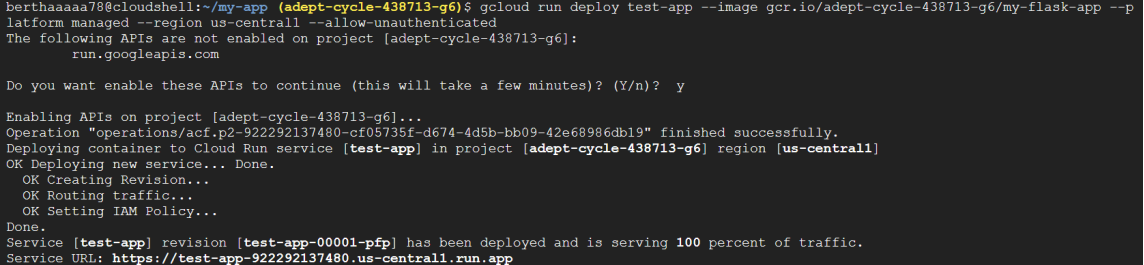 berthaaaaa78@cloudshell:~/my-app (adept-cycle-438713-g6)$ gcloud run deploy test-app --image gcr.io/adept-cycle-438713-g6/my-flask-app --p
latform managed --region us-central1 --allow-unauthenticated
The following APIs are not enabled on project [adept-cycle-438713-g6]:
        run.googleapis.com
Do you want enable these APIs to continue (this will take a few minutes)? (Y/n)?  y
Enabling APIs on project [adept-cycle-438713-g6]...
Operation "operations/acf.p2-922292137480-cf05735f-d674-4d5b-bb09-42e68986db19" finished successfully.
Deploying container to Cloud Run service [test-app] in project [adept-cycle-438713-g6] region [us-central1]
OK Deploying new service... Done.
  OK Creating Revision...
  OK Routing traffic...
  OK Setting IAM Policy...
Done.
Service [test-app] revision [test-app-00001-pfp] has been deployed and is serving 100 percent of traffic.
Service URL: https://test-app-922292137480.us-central1.run.app